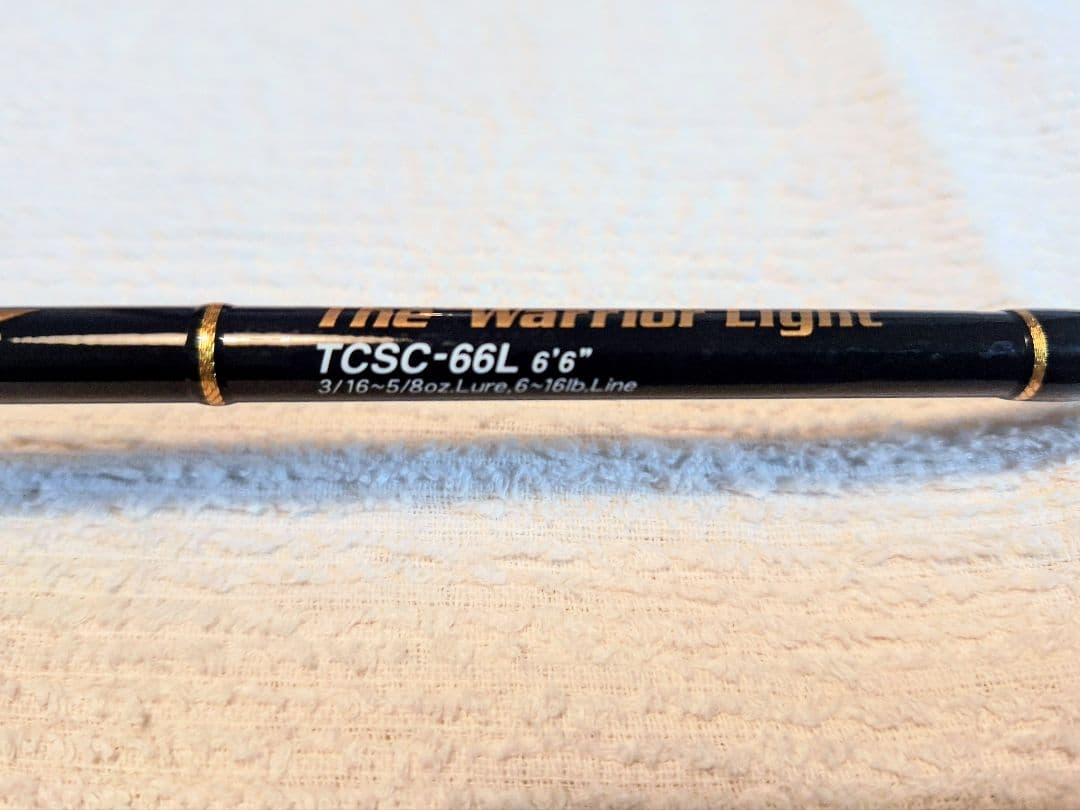 The Warrior Light
TCSC-66L 6'6"
3/16~5/8oz.Lure,6~16lb.Line